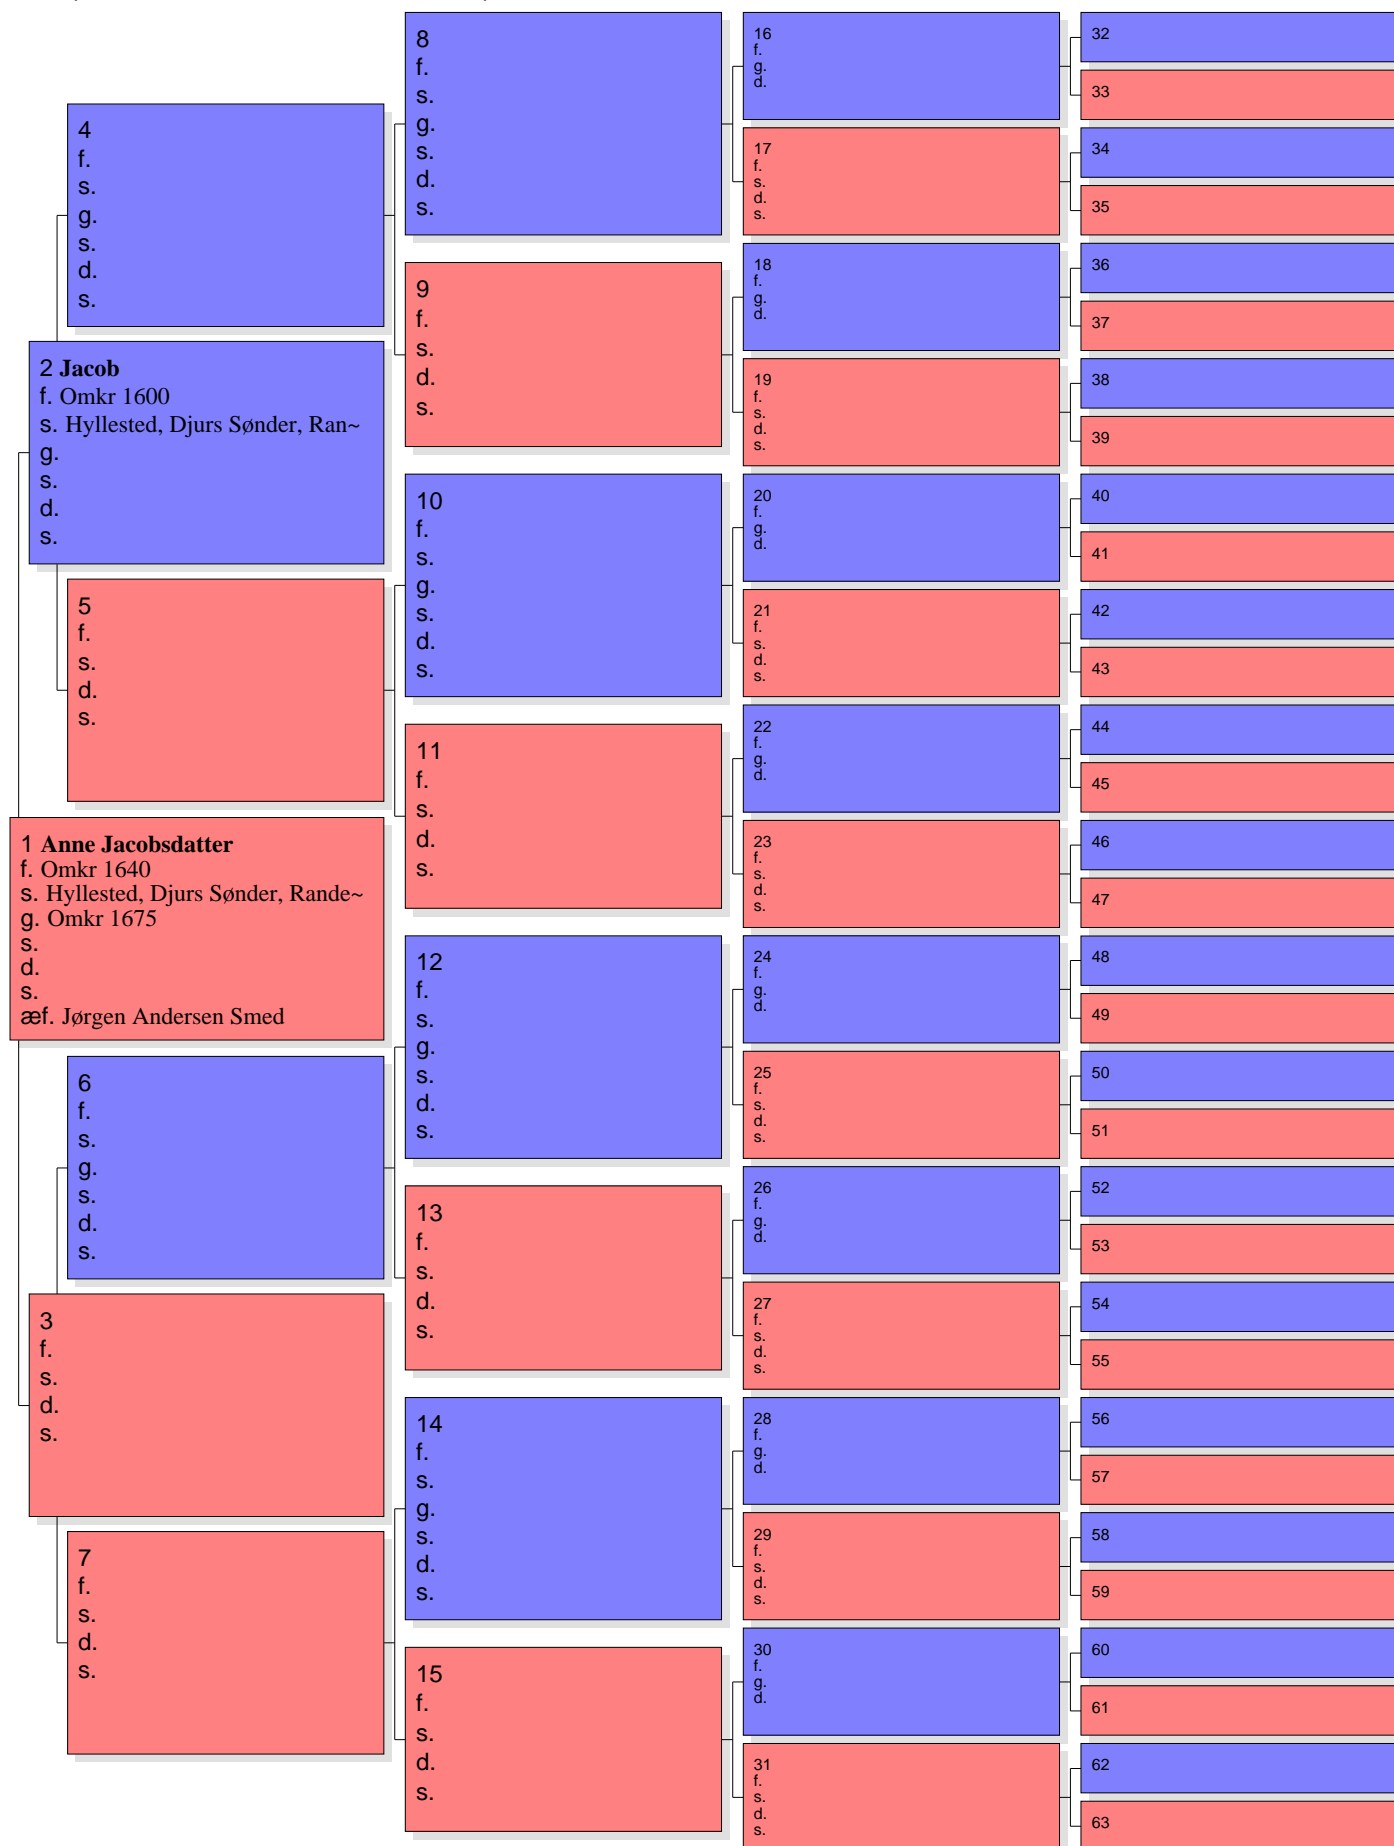 8
f.
s.
g.
s.
d.
s.
16
f.
g.
d.
32
33
4
f.
s.
g.
s.
d.
s.
17
f.
s.
d.
s.
34
35
9
f.
s.
d.
s.
18
f.
g.
d.
36
37
2 Jacob
f. Omkr 1600
s. Hyllested, Djurs Sønder, Ran~
g.
s.
d.
s.
19
f.
s.
d.
s.
38
39
10
f.
s.
g.
s.
d.
s.
20
f.
g.
d.
40
41
5
f.
s.
d.
s.
21
f.
s.
d.
s.
42
43
11
f.
s.
d.
s.
22
f.
g.
d.
44
45
1 Anne Jacobsdatter
f. Omkr 1640
s. Hyllested, Djurs Sønder, Rande~
g. Omkr 1675
s.
d.
s.
æf. Jørgen Andersen Smed
23
f.
s.
d.
s.
46
47
12
f.
s.
g.
s.
d.
s.
24
f.
g.
d.
48
49
6
f.
s.
g.
s.
d.
s.
25
f.
s.
d.
s.
50
51
13
f.
s.
d.
s.
26
f.
g.
d.
52
53
3
f.
s.
d.
s.
27
f.
s.
d.
s.
54
55
14
f.
s.
g.
s.
d.
s.
28
f.
g.
d.
56
57
7
f.
s.
d.
s.
29
f.
s.
d.
s.
58
59
15
f.
s.
d.
s.
30
f.
g.
d.
60
61
31
f.
s.
d.
s.
62
63